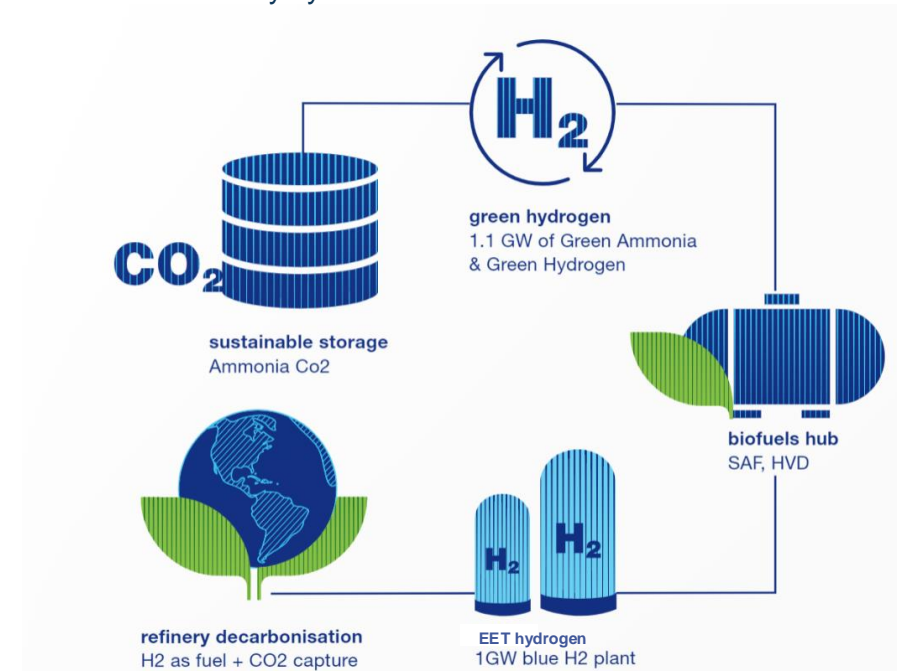 H2
green hydrogen
1.1 GW of Green Ammonia
& Green Hydrogen
CO2
sustainable storage
Ammonia Co2
biofuels hub
SAF, HVD
H2
H2
refinery decarbonisation
H2 as fuel + CO2 capture
EET hydrogen
1GW blue H2 plant